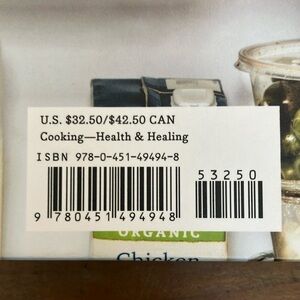 U.S. $32.50/$42.50 CAN
Cooking—Health & Healing
ISBN 978-0-451-49494-8
53250
9 780451 494948
ORGANIC
Chicken